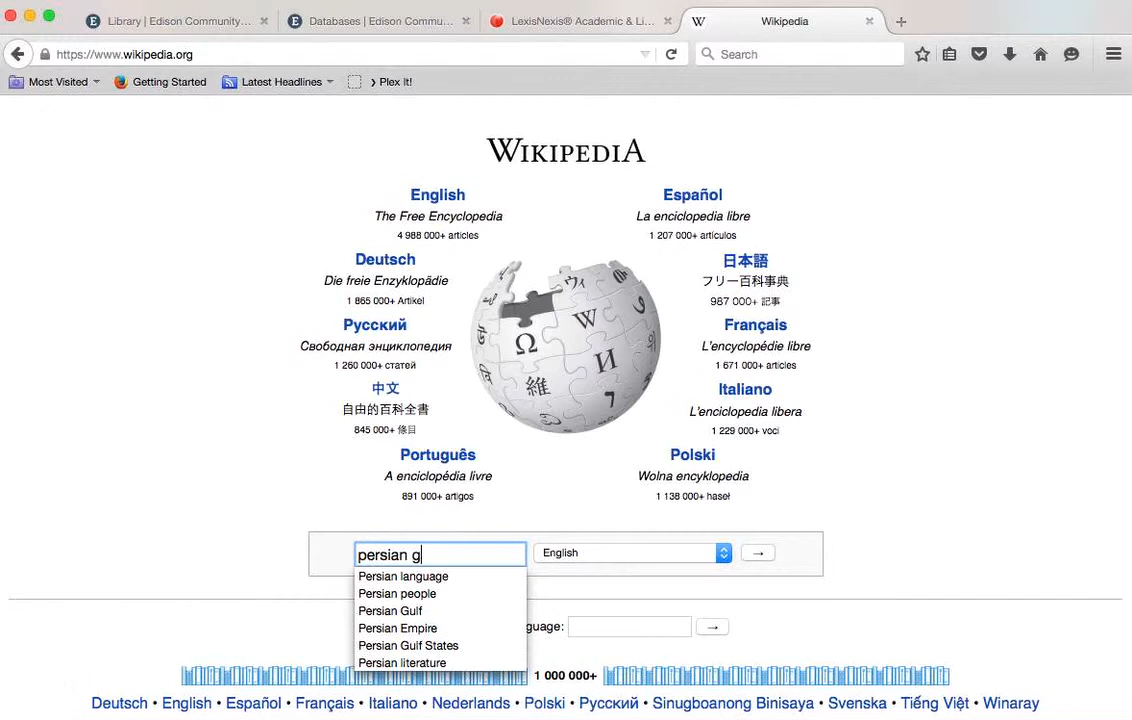 Library | Edison Community...
Databases | Edison Commu...
LexisNexis® Academic & Li...
Wikipedia
https://www.wikipedia.org
Search
Most Visited
Getting Started
Latest Headlines
Plex It!
WIKIPEDIA
English
The Free Encyclopedia
4 988 000+ articles
Español
La enciclopedia libre
1 207 000+ artículos
Deutsch
Die freie Enzyklopädie
1 865 000+ Artikel
日本語
フリー百科事典
987 000+ 記事
Русский
Свободная энциклопедия
1 260 000+ статей
Français
L'encyclopédie libre
1 671 000+ articles
中文
自由的百科全書
845 000+ 條目
Italiano
L'enciclopedia libera
1 229 000+ voci
Português
A enciclopédia livre
891 000+ artigos
Polski
Wolna encyklopedia
1 138 000+ haseł
Ω W И 維 ウィ
persian g
English →
Persian language
Persian people
Persian Gulf
Persian Empire
Persian Gulf States
Persian literature
guage: →
1 000 000+
Deutsch • English • Español • Français • Italiano • Nederlands • Polski • Русский • Sinugboanong Binisaya • Svenska • Tiếng Việt • Winaray